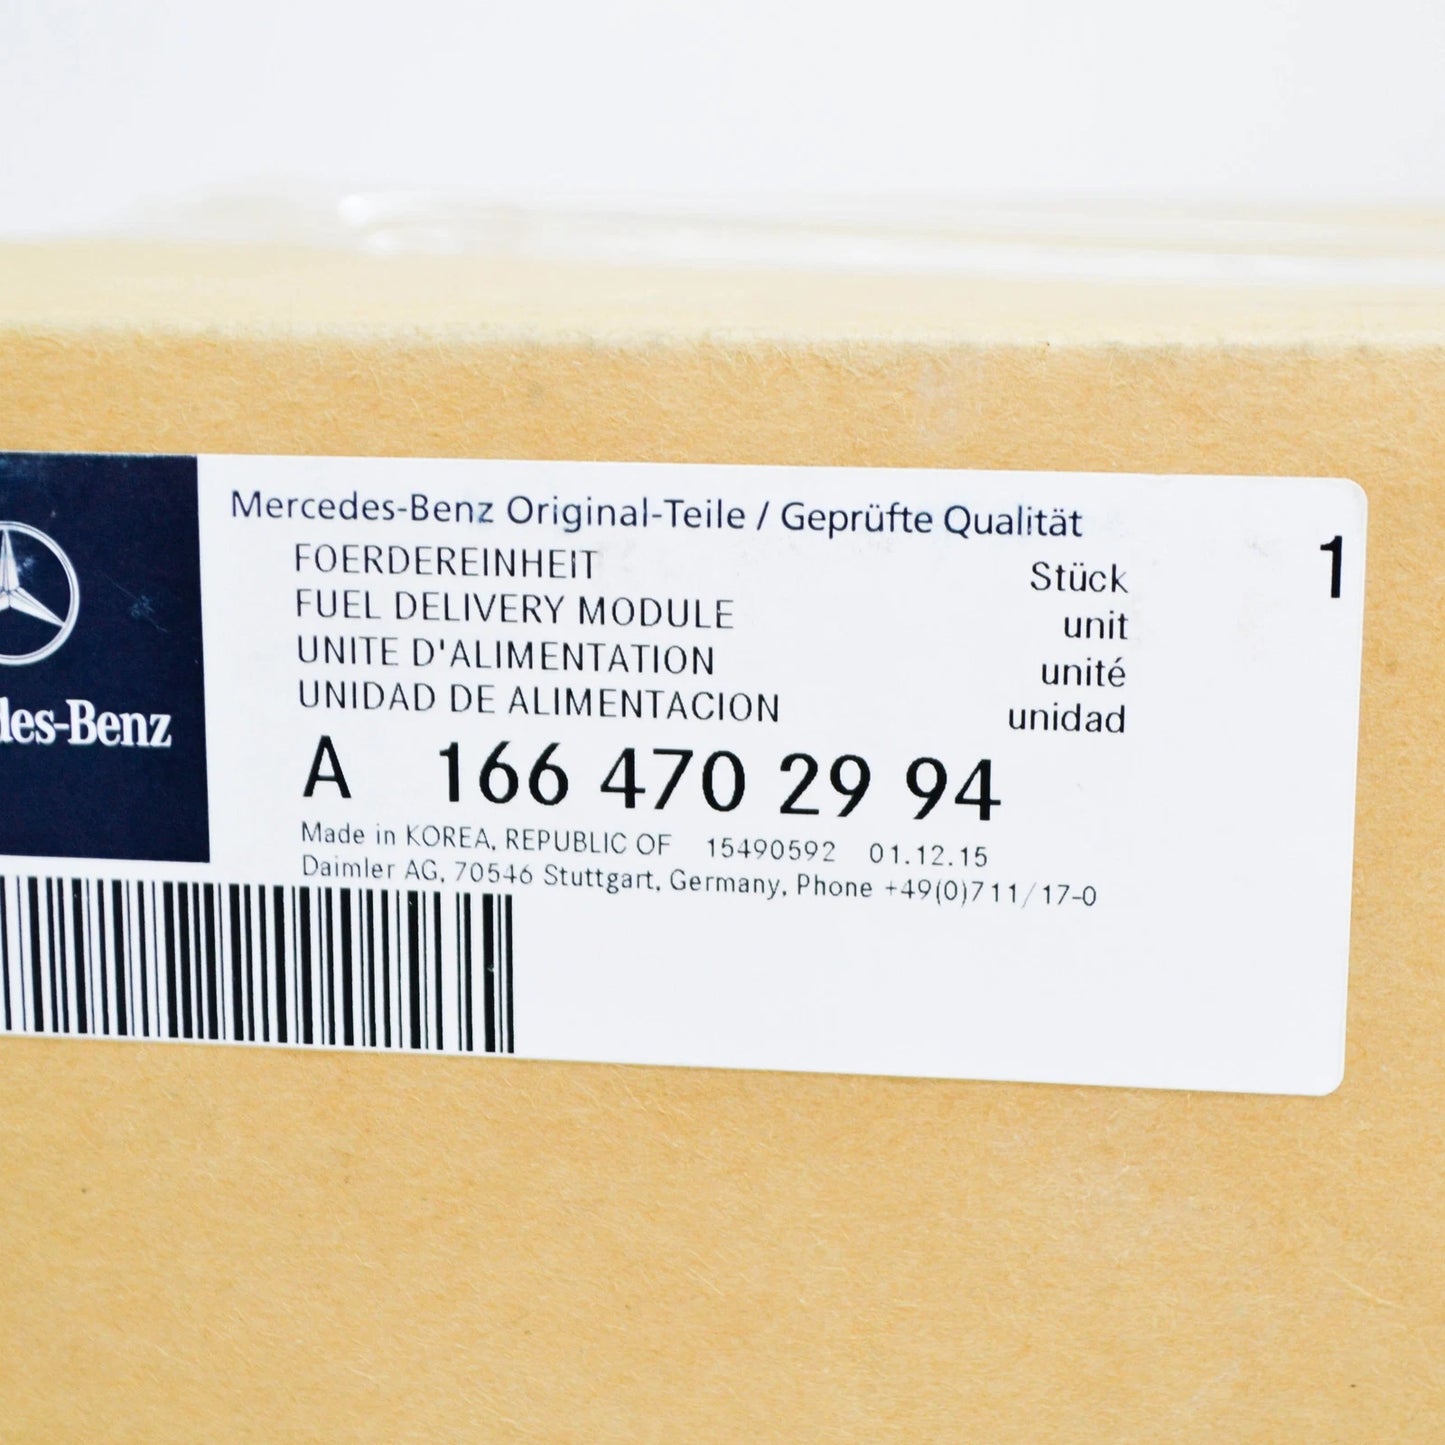 Mercedes-Benz Original-Teile / Geprüfte Qualität
FOERDEREINHEIT Stück 1
FUEL DELIVERY MODULE unit
UNITE D'ALIMENTATION unité
UNIDAD DE ALIMENTACION unidad
des-Benz
A 166 470 29 94
Made in KOREA, REPUBLIC OF 15490592 01.12.15
Daimler AG, 70546 Stuttgart, Germany, Phone +49(0)711/17-0